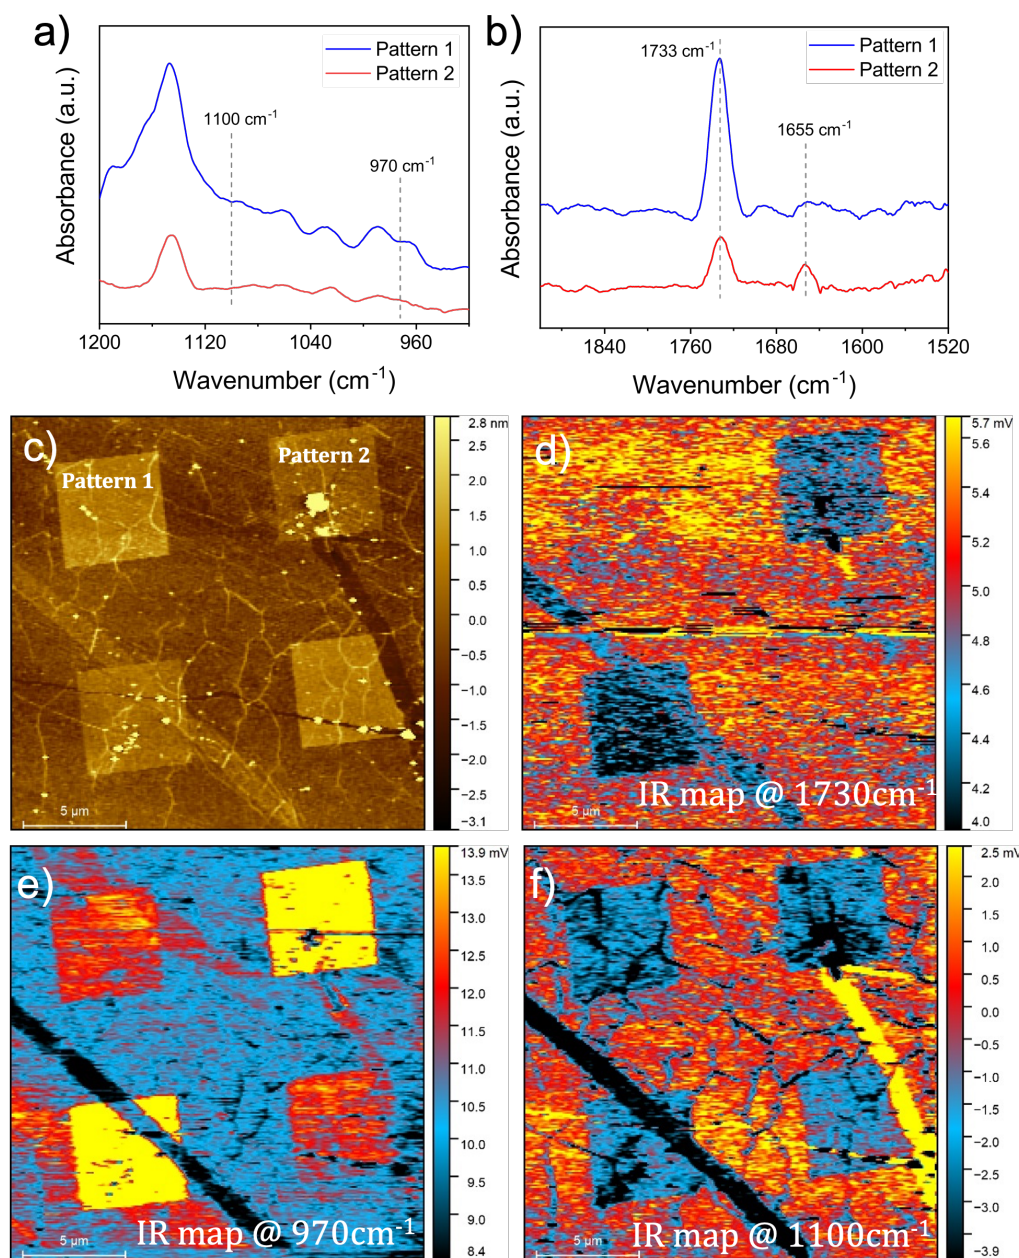 a)
Pattern 1
Pattern 2
1100 cm⁻¹
970 cm⁻¹
Absorbance (a.u.)
1200
1120
1040
960
Wavenumber (cm⁻¹)
b)
1733 cm⁻¹
Pattern 1
Pattern 2
1655 cm⁻¹
Absorbance (a.u.)
1840
1760
1680
1600
1520
Wavenumber (cm⁻¹)
c)
Pattern 1
Pattern 2
5 µm
2.8 nm
2.0
1.5
1.0
0.5
0.0
−0.5
−1.0
−1.5
−2.0
−2.5
−3.1
d)
IR map @ 1730cm⁻¹
5 µm
5.7 mV
5.6
5.4
5.2
5.0
4.8
4.6
4.4
4.2
4.0
e)
IR map @ 970cm⁻¹
5 µm
13.9 mV
13.0
12.5
12.0
11.5
11.0
10.5
10.0
9.5
9.0
8.4
f)
IR map @ 1100cm⁻¹
5 µm
2.5 mV
2.0
1.5
1.0
0.5
0.0
−0.5
−1.0
−1.5
−2.0
−2.5
−3.0
−3.9